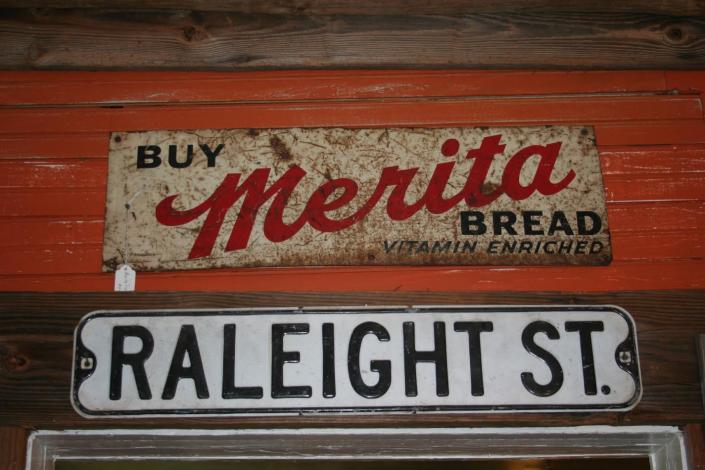 BUY
Merita
BREAD
VITAMIN ENRICHED
RALEIGHT ST.